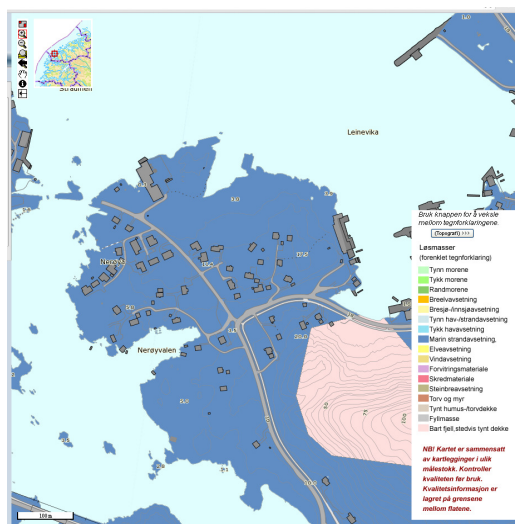 Straumen
Leinevika
Nerøya
Nerøyvalen
100 m
Bruk knappen for å veksle
mellom tegnforklaringene.
(Topografi) >>>
Løsmasser
(forenklet tegnforklaring)
Tynn morene
Tykk morene
Randmorene
Breelvavsetning
Bresjø-/innsjøavsetning
Tynn hav-/strandavsetning
Tykk havavsetning
Marin strandavsetning,
Elveavsetning
Vindavsetning
Forvitringsmateriale
Skredmateriale
Steinbreavsetning
Torv og myr
Tynt humus-/torvdekke
Fyllmasse
Bart fjell,stedvis tynt dekke
NB! Kartet er sammensatt
av kartlegginger i ulik
målestokk. Kontroller
kvaliteten før bruk.
Kvalitetsinformasjon er
lagret på grensene
mellom flatene.